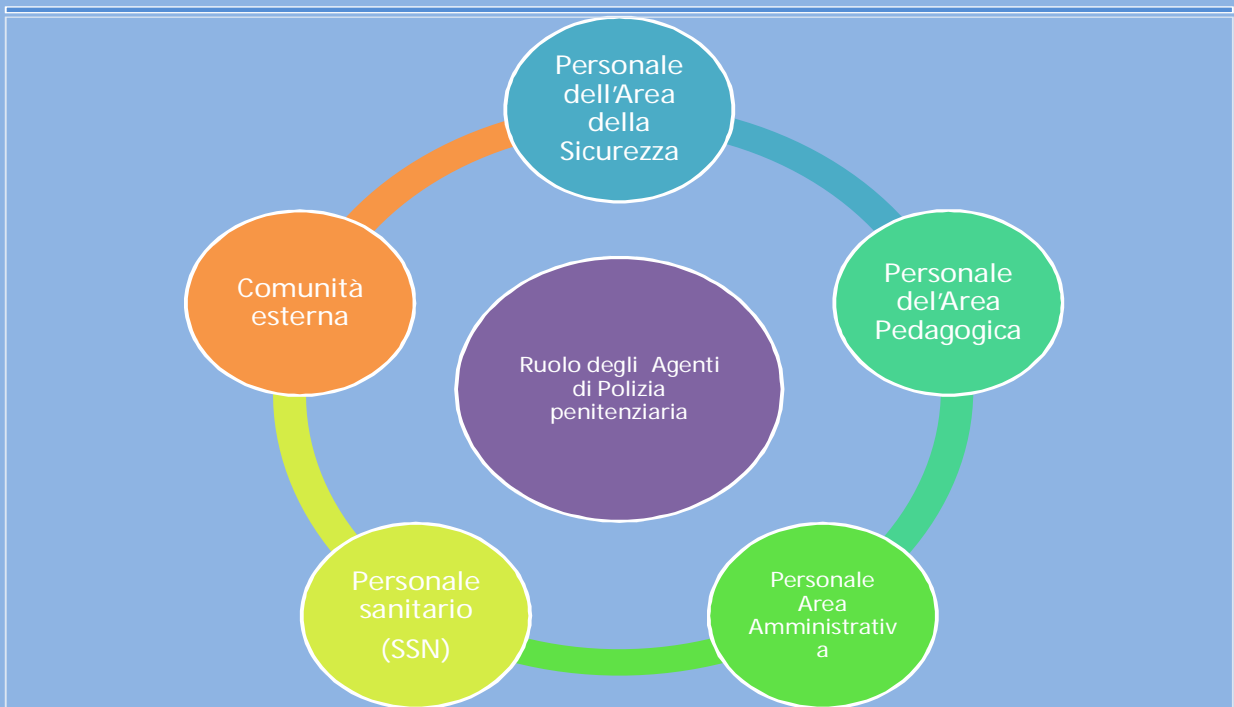 Personale
dell'Area
della
Sicurezza
Comunità
esterna
Personale
del'Area
Pedagogica
Ruolo degli Agenti
di Polizia
penitenziaria
Personale
sanitario
(SSN)
Personale
Area
Amministrativ
a